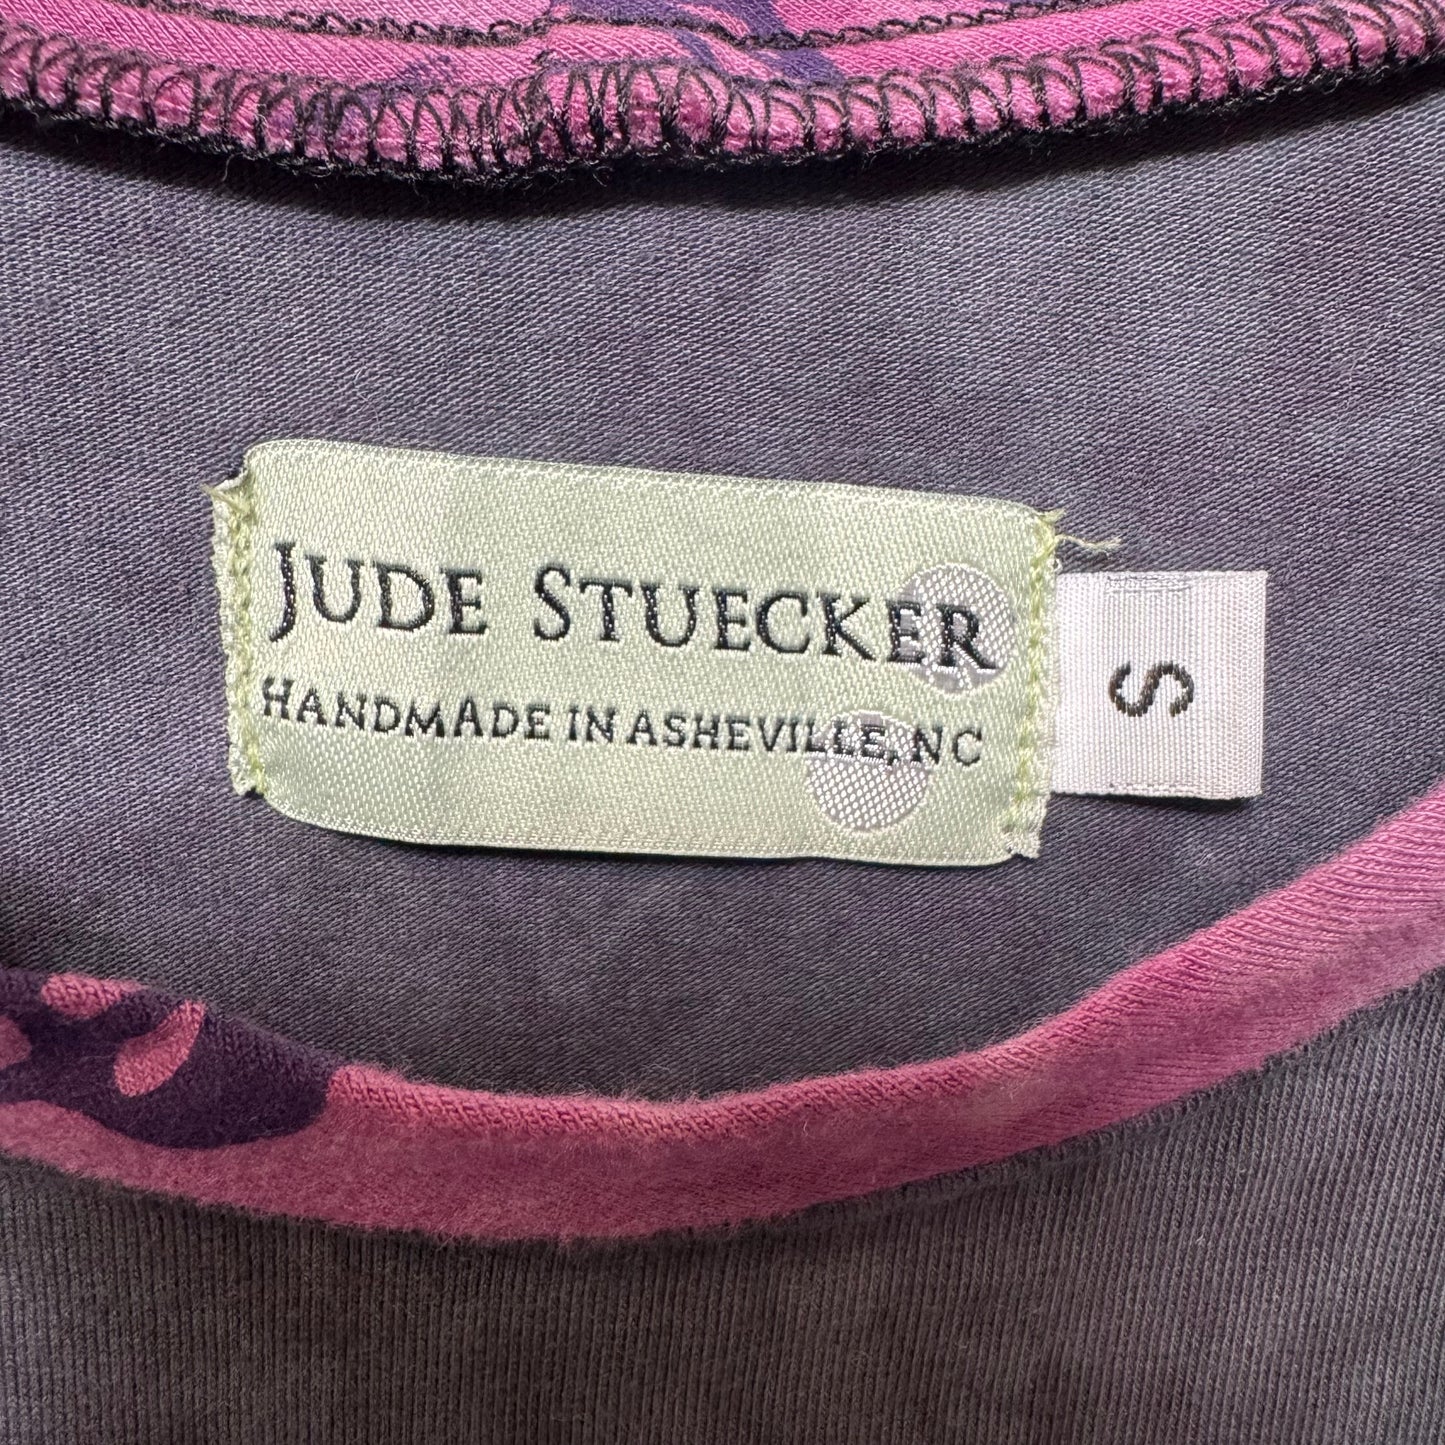 JUDE STUECKER
HANDMADE IN ASHEVILLE, NC
S